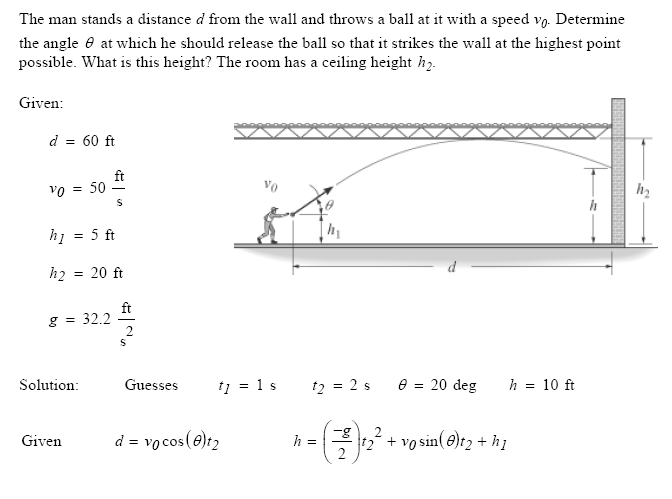 The man stands a distance d from the wall and throws a ball at it with a speed v0. Determine
the angle θ at which he should release the ball so that it strikes the wall at the highest point
possible. What is this height? The room has a ceiling height h2.
Given:
d = 60 ft
v0 = 50 ft/s
h1 = 5 ft
h2 = 20 ft
g = 32.2 ft/s^2
v0
θ
h1
h
h2
d
Solution: Guesses t1 = 1 s t2 = 2 s θ = 20 deg h = 10 ft
Given d = v0 cos(θ)t2 h = (-g/2)t2^2 + v0 sin(θ)t2 + h1